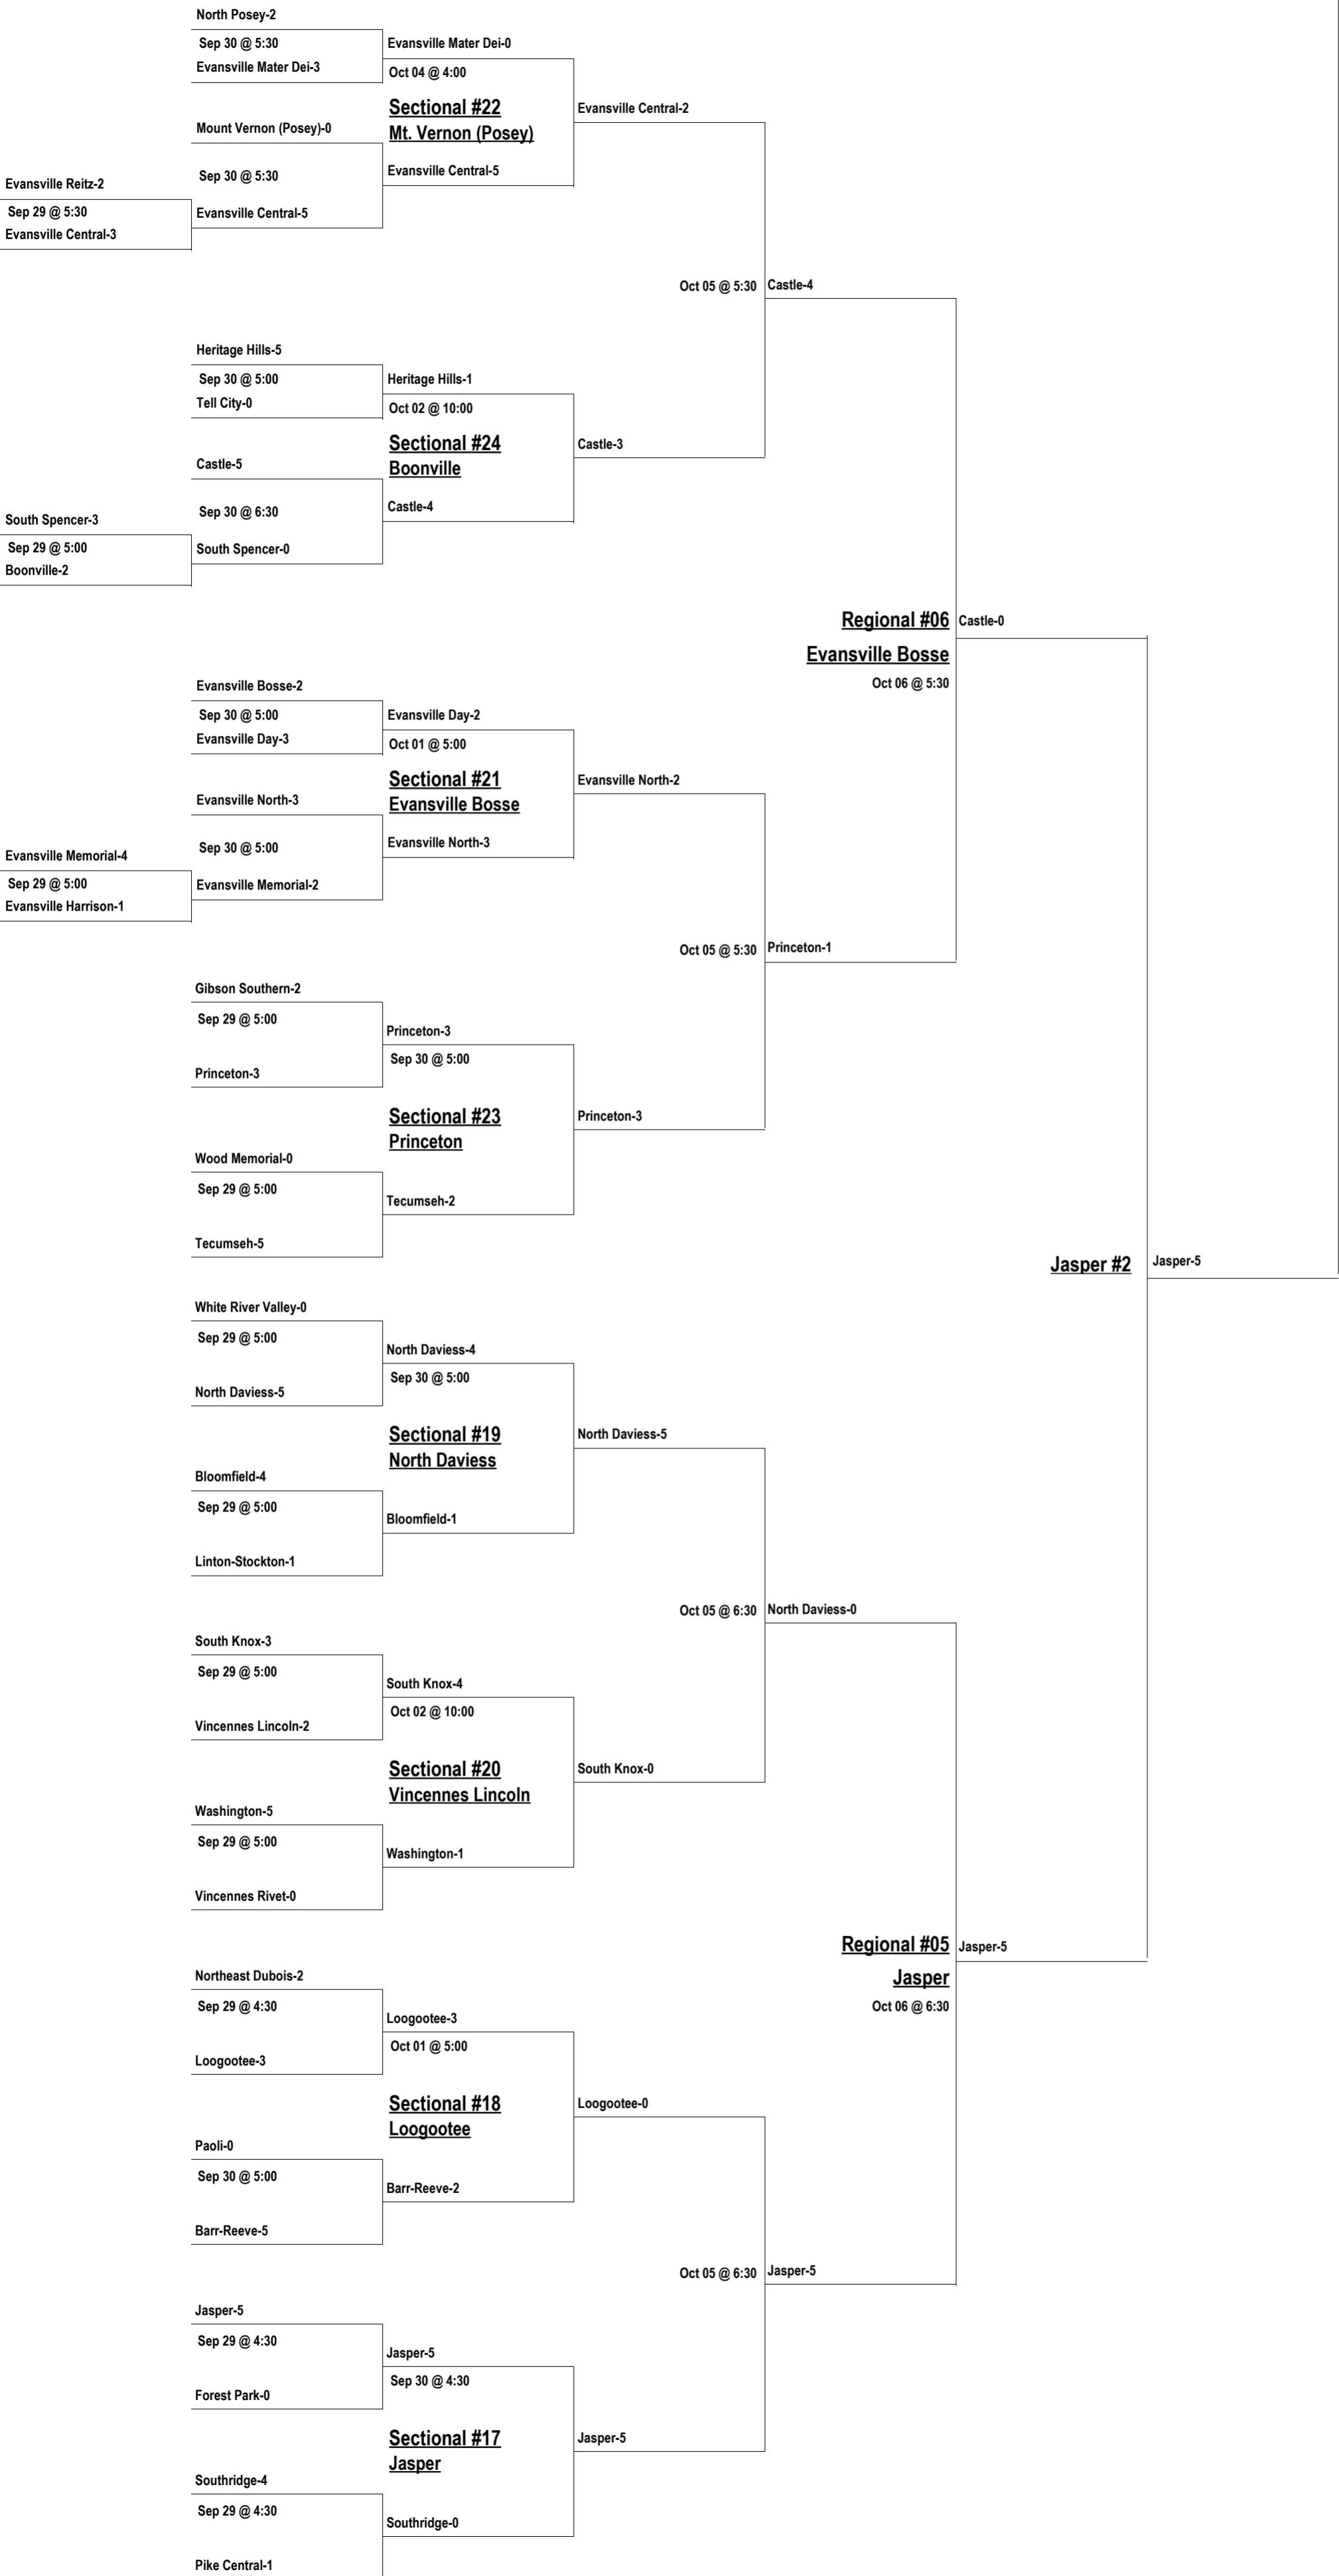 North Posey-2
Sep 30 @ 5:30
Evansville Mater Dei-3
Evansville Mater Dei-0
Oct 04 @ 4:00
Sectional #22
Mt. Vernon (Posey)
Evansville Central-2
Mount Vernon (Posey)-0
Sep 30 @ 5:30
Evansville Central-5
Evansville Central-5
Evansville Reitz-2
Sep 29 @ 5:30
Evansville Central-3
Oct 05 @ 5:30
Castle-4
Heritage Hills-5
Sep 30 @ 5:00
Tell City-0
Heritage Hills-1
Oct 02 @ 10:00
Sectional #24
Boonville
Castle-3
Castle-5
Sep 30 @ 6:30
South Spencer-0
Castle-4
South Spencer-3
Sep 29 @ 5:00
Boonville-2
Regional #06
Evansville Bosse
Oct 06 @ 5:30
Castle-0
Evansville Bosse-2
Sep 30 @ 5:00
Evansville Day-3
Evansville Day-2
Oct 01 @ 5:00
Sectional #21
Evansville Bosse
Evansville North-2
Evansville North-3
Sep 30 @ 5:00
Evansville Memorial-2
Evansville North-3
Evansville Memorial-4
Sep 29 @ 5:00
Evansville Harrison-1
Oct 05 @ 5:30
Princeton-1
Gibson Southern-2
Sep 29 @ 5:00
Princeton-3
Princeton-3
Sep 30 @ 5:00
Sectional #23
Princeton
Princeton-3
Wood Memorial-0
Sep 29 @ 5:00
Tecumseh-5
Tecumseh-2
Jasper #2
Jasper-5
White River Valley-0
Sep 29 @ 5:00
North Daviess-5
North Daviess-4
Sep 30 @ 5:00
Sectional #19
North Daviess
North Daviess-5
Bloomfield-4
Sep 29 @ 5:00
Linton-Stockton-1
Bloomfield-1
Oct 05 @ 6:30
North Daviess-0
South Knox-3
Sep 29 @ 5:00
Vincennes Lincoln-2
South Knox-4
Oct 02 @ 10:00
Sectional #20
Vincennes Lincoln
South Knox-0
Washington-5
Sep 29 @ 5:00
Vincennes Rivet-0
Washington-1
Regional #05
Jasper
Oct 06 @ 6:30
Jasper-5
Northeast Dubois-2
Sep 29 @ 4:30
Loogootee-3
Loogootee-3
Oct 01 @ 5:00
Sectional #18
Loogootee
Loogootee-0
Paoli-0
Sep 30 @ 5:00
Barr-Reeve-5
Barr-Reeve-2
Oct 05 @ 6:30
Jasper-5
Jasper-5
Sep 29 @ 4:30
Forest Park-0
Jasper-5
Sep 30 @ 4:30
Sectional #17
Jasper
Jasper-5
Southridge-4
Sep 29 @ 4:30
Pike Central-1
Southridge-0